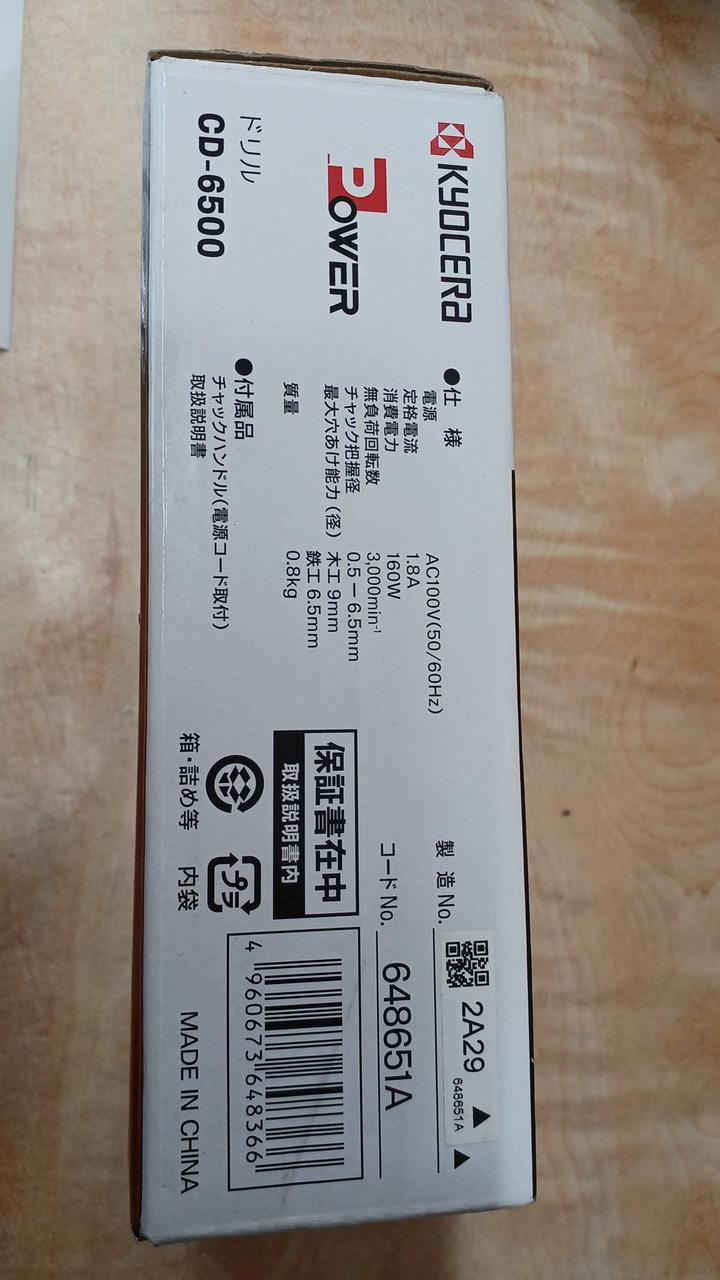 KYOCERA
POWER
ドリル
CD-6500
●仕 様
電源 AC100V(50/60Hz)
定格電流 1.8A
消費電力 160W
無負荷回転数 3,000min⁻¹
チャック把握径 0.5－6.5mm
最大穴あけ能力(径) 木工 9mm
鉄工 6.5mm
質量 0.8kg
●付属品
チャックハンドル(電源コード取付)
取扱説明書
製 造 No. 2A29
648651A
コードNo. 648651A
保証書在中
取扱説明書内
プラ
箱・詰め等 内袋
4 960673 648366
MADE IN CHINA